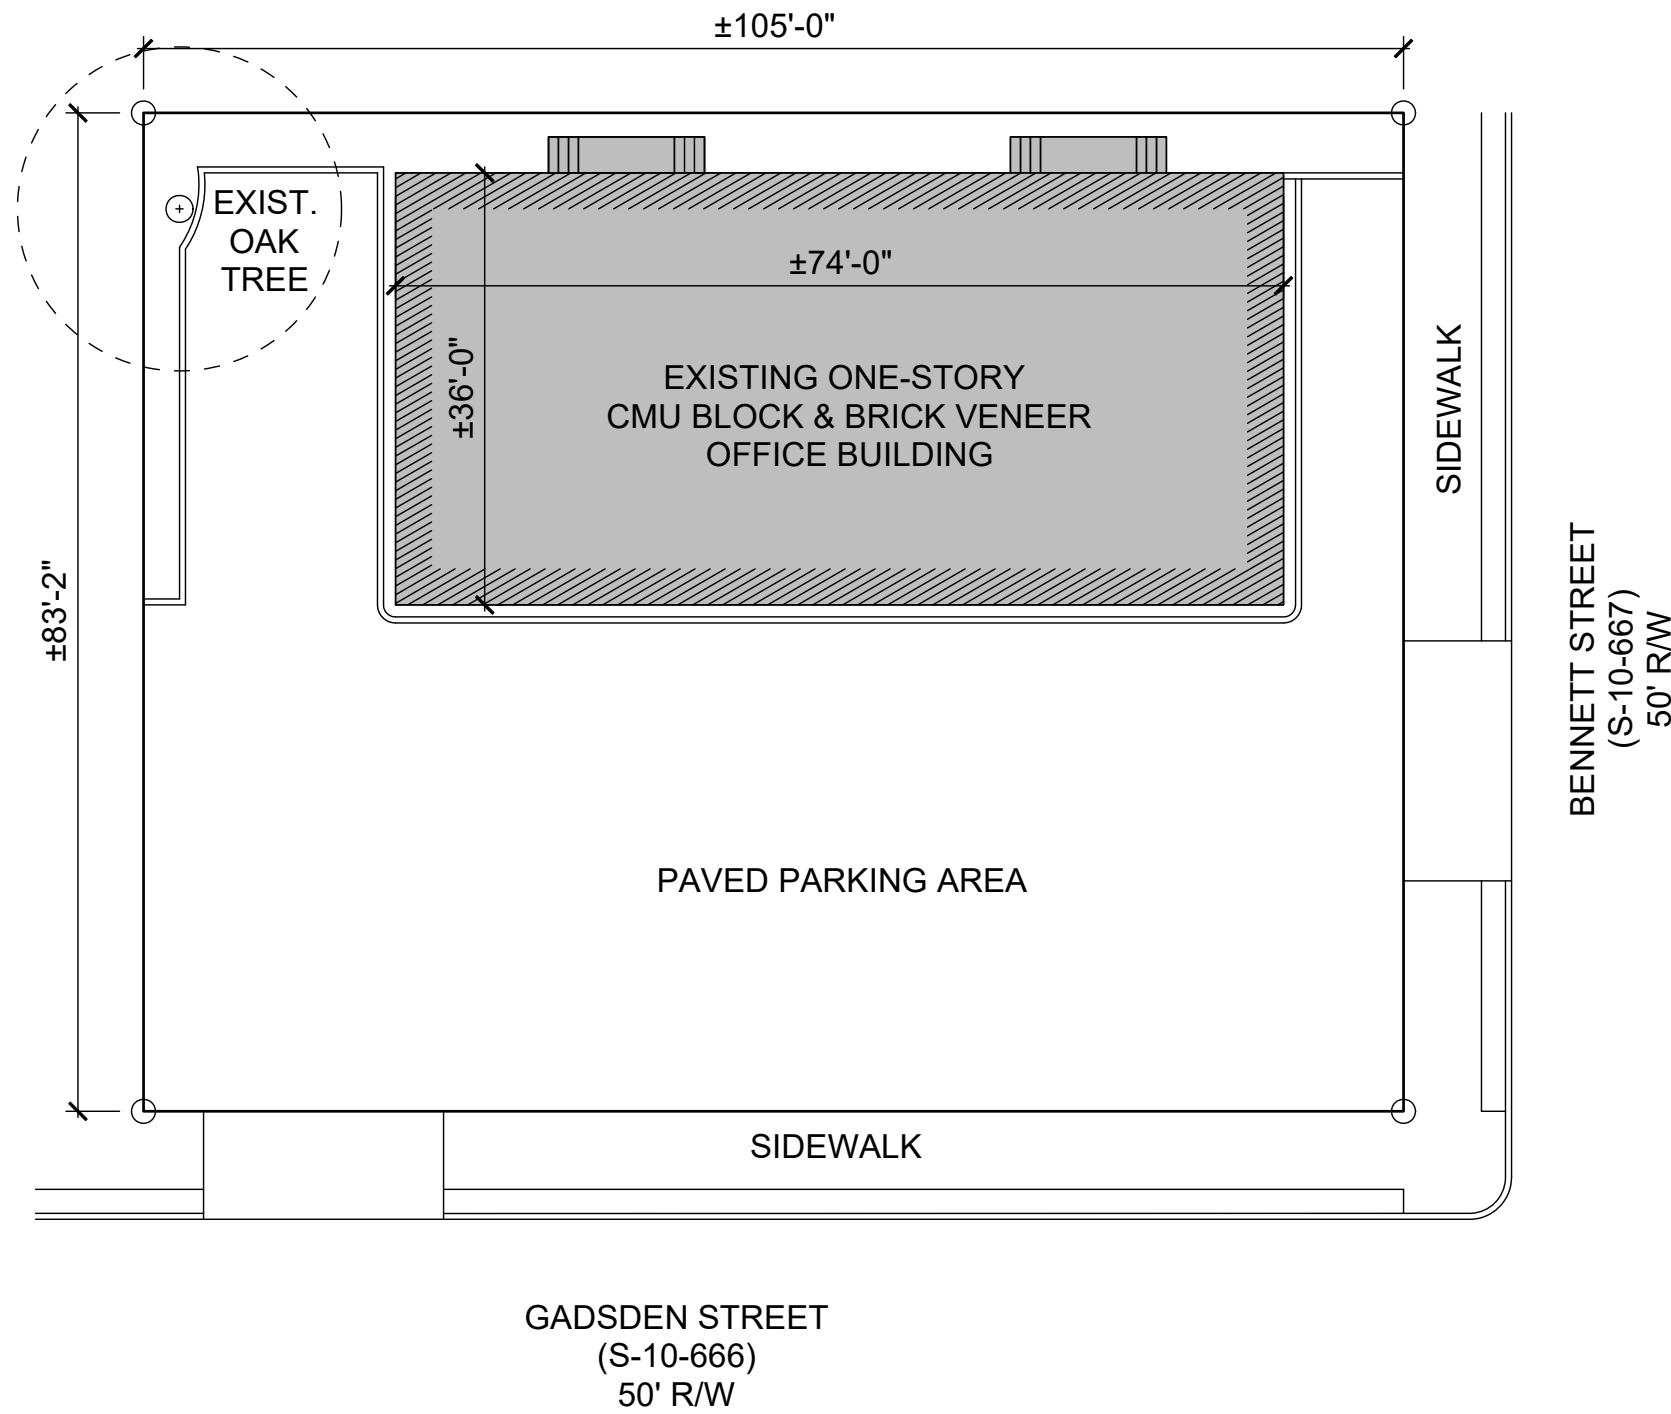 ±105'-0"
EXIST.
OAK
TREE
±74'-0"
±36'-0"
EXISTING ONE-STORY
CMU BLOCK & BRICK VENEER
OFFICE BUILDING
SIDEWALK
±83'-2"
BENNETT STREET
(S-10-667)
50' R/W
PAVED PARKING AREA
SIDEWALK
GADSDEN STREET
(S-10-666)
50' R/W